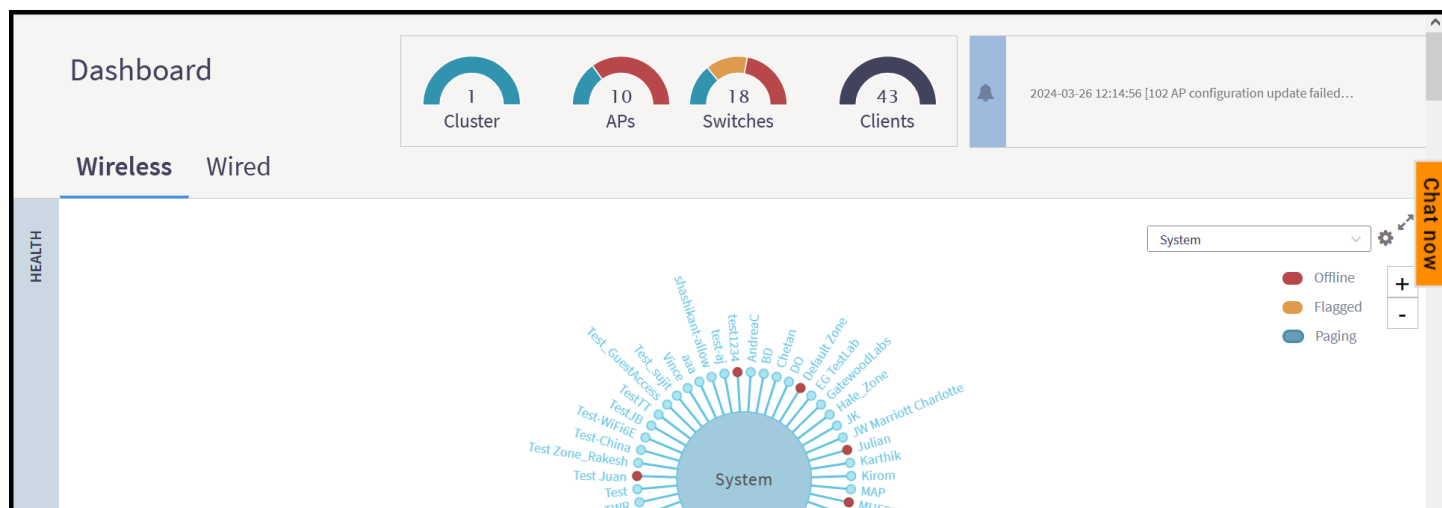 Dashboard
1
Cluster
10
APs
18
Switches
43
Clients
2024-03-26 12:14:56 [102 AP configuration update failed...
Wireless
Wired
Chat now
HEALTH
System
Offline
Flagged
Paging
+
-
shashikant-allow
test-aj
test1234
AndreaC
BD
Chetan
DO
Default Zone
EG TestLab
GatewoodLabs
Hale_Zone
JK
JW Marriott Charlotte
Julian
Karthik
Kirom
MAP
aaa
Vince
Test_sujit
Test_GuestAccess
TestTT
TestJB
Test-WiFi6E
Test-China
Test Zone_Rakesh
Test Juan
Test
System